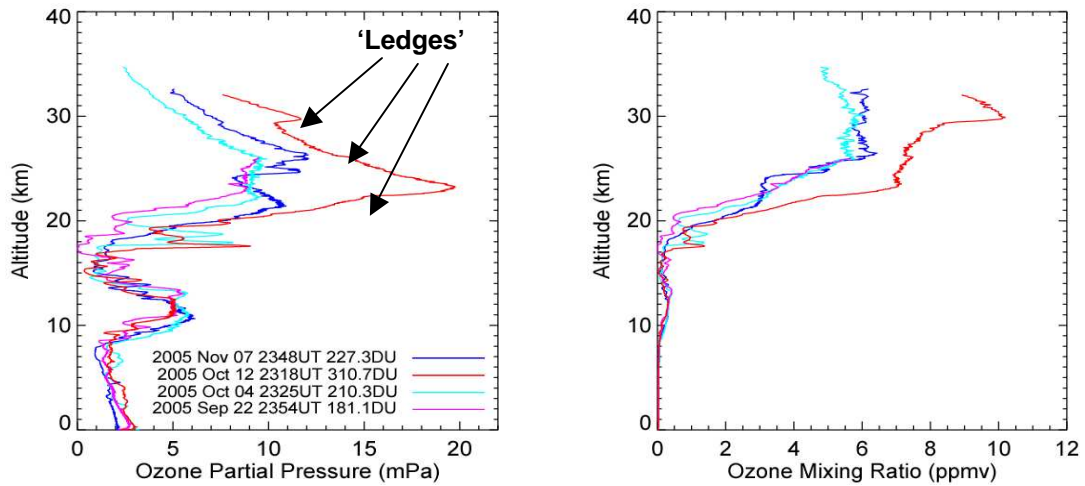 40
30
20
10
0
Altitude (km)
'Ledges'
2005 Nov 07 2348UT 227.3DU
2005 Oct 12 2318UT 310.7DU
2005 Oct 04 2325UT 210.3DU
2005 Sep 22 2354UT 181.1DU
0 5 10 15 20
Ozone Partial Pressure (mPa)
40
30
20
10
0
Altitude (km)
0 2 4 6 8 10 12
Ozone Mixing Ratio (ppmv)